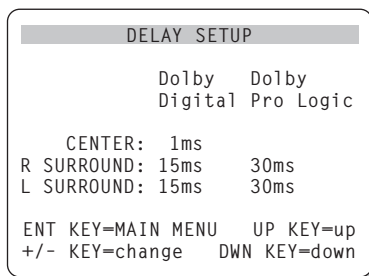 DELAY SETUP
Dolby Dolby
Digital Pro Logic
CENTER: 1ms
R SURROUND: 15ms 30ms
L SURROUND: 15ms 30ms
ENT KEY=MAIN MENU UP KEY=up
+/- KEY=change DWN KEY=down